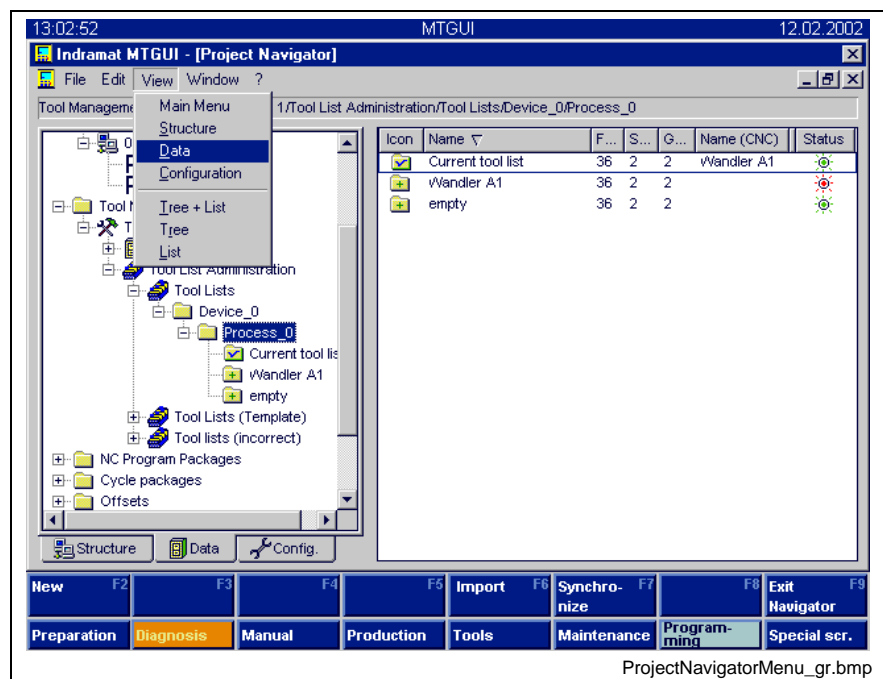 13:02:52 MTGUI 12.02.2002
Indramat MTGUI - [Project Navigator]
File Edit View Window ?
Tool Manageme 1/Tool List Administration/Tool Lists/Device_0/Process_0
Main Menu
Structure
Data
Configuration
Tree + List
Tree
List
0
Tool
T
Tool List Administration
Tool Lists
Device_0
Process_0
Current tool lis
Wandler A1
empty
Tool Lists (Template)
Tool lists (incorrect)
NC Program Packages
Cycle packages
Offsets
Structure Data Config.
Icon Name F... S... G... Name (CNC) Status
Current tool list 36 2 2 Wandler A1
Wandler A1 36 2 2
empty 36 2 2
New F2 F3 F4 F5 Import F6 Synchro- F7 F8 Exit F9
nize Navigator
Preparation Diagnosis Manual Production Tools Maintenance Program- Special scr.
ming
ProjectNavigatorMenu_gr.bmp